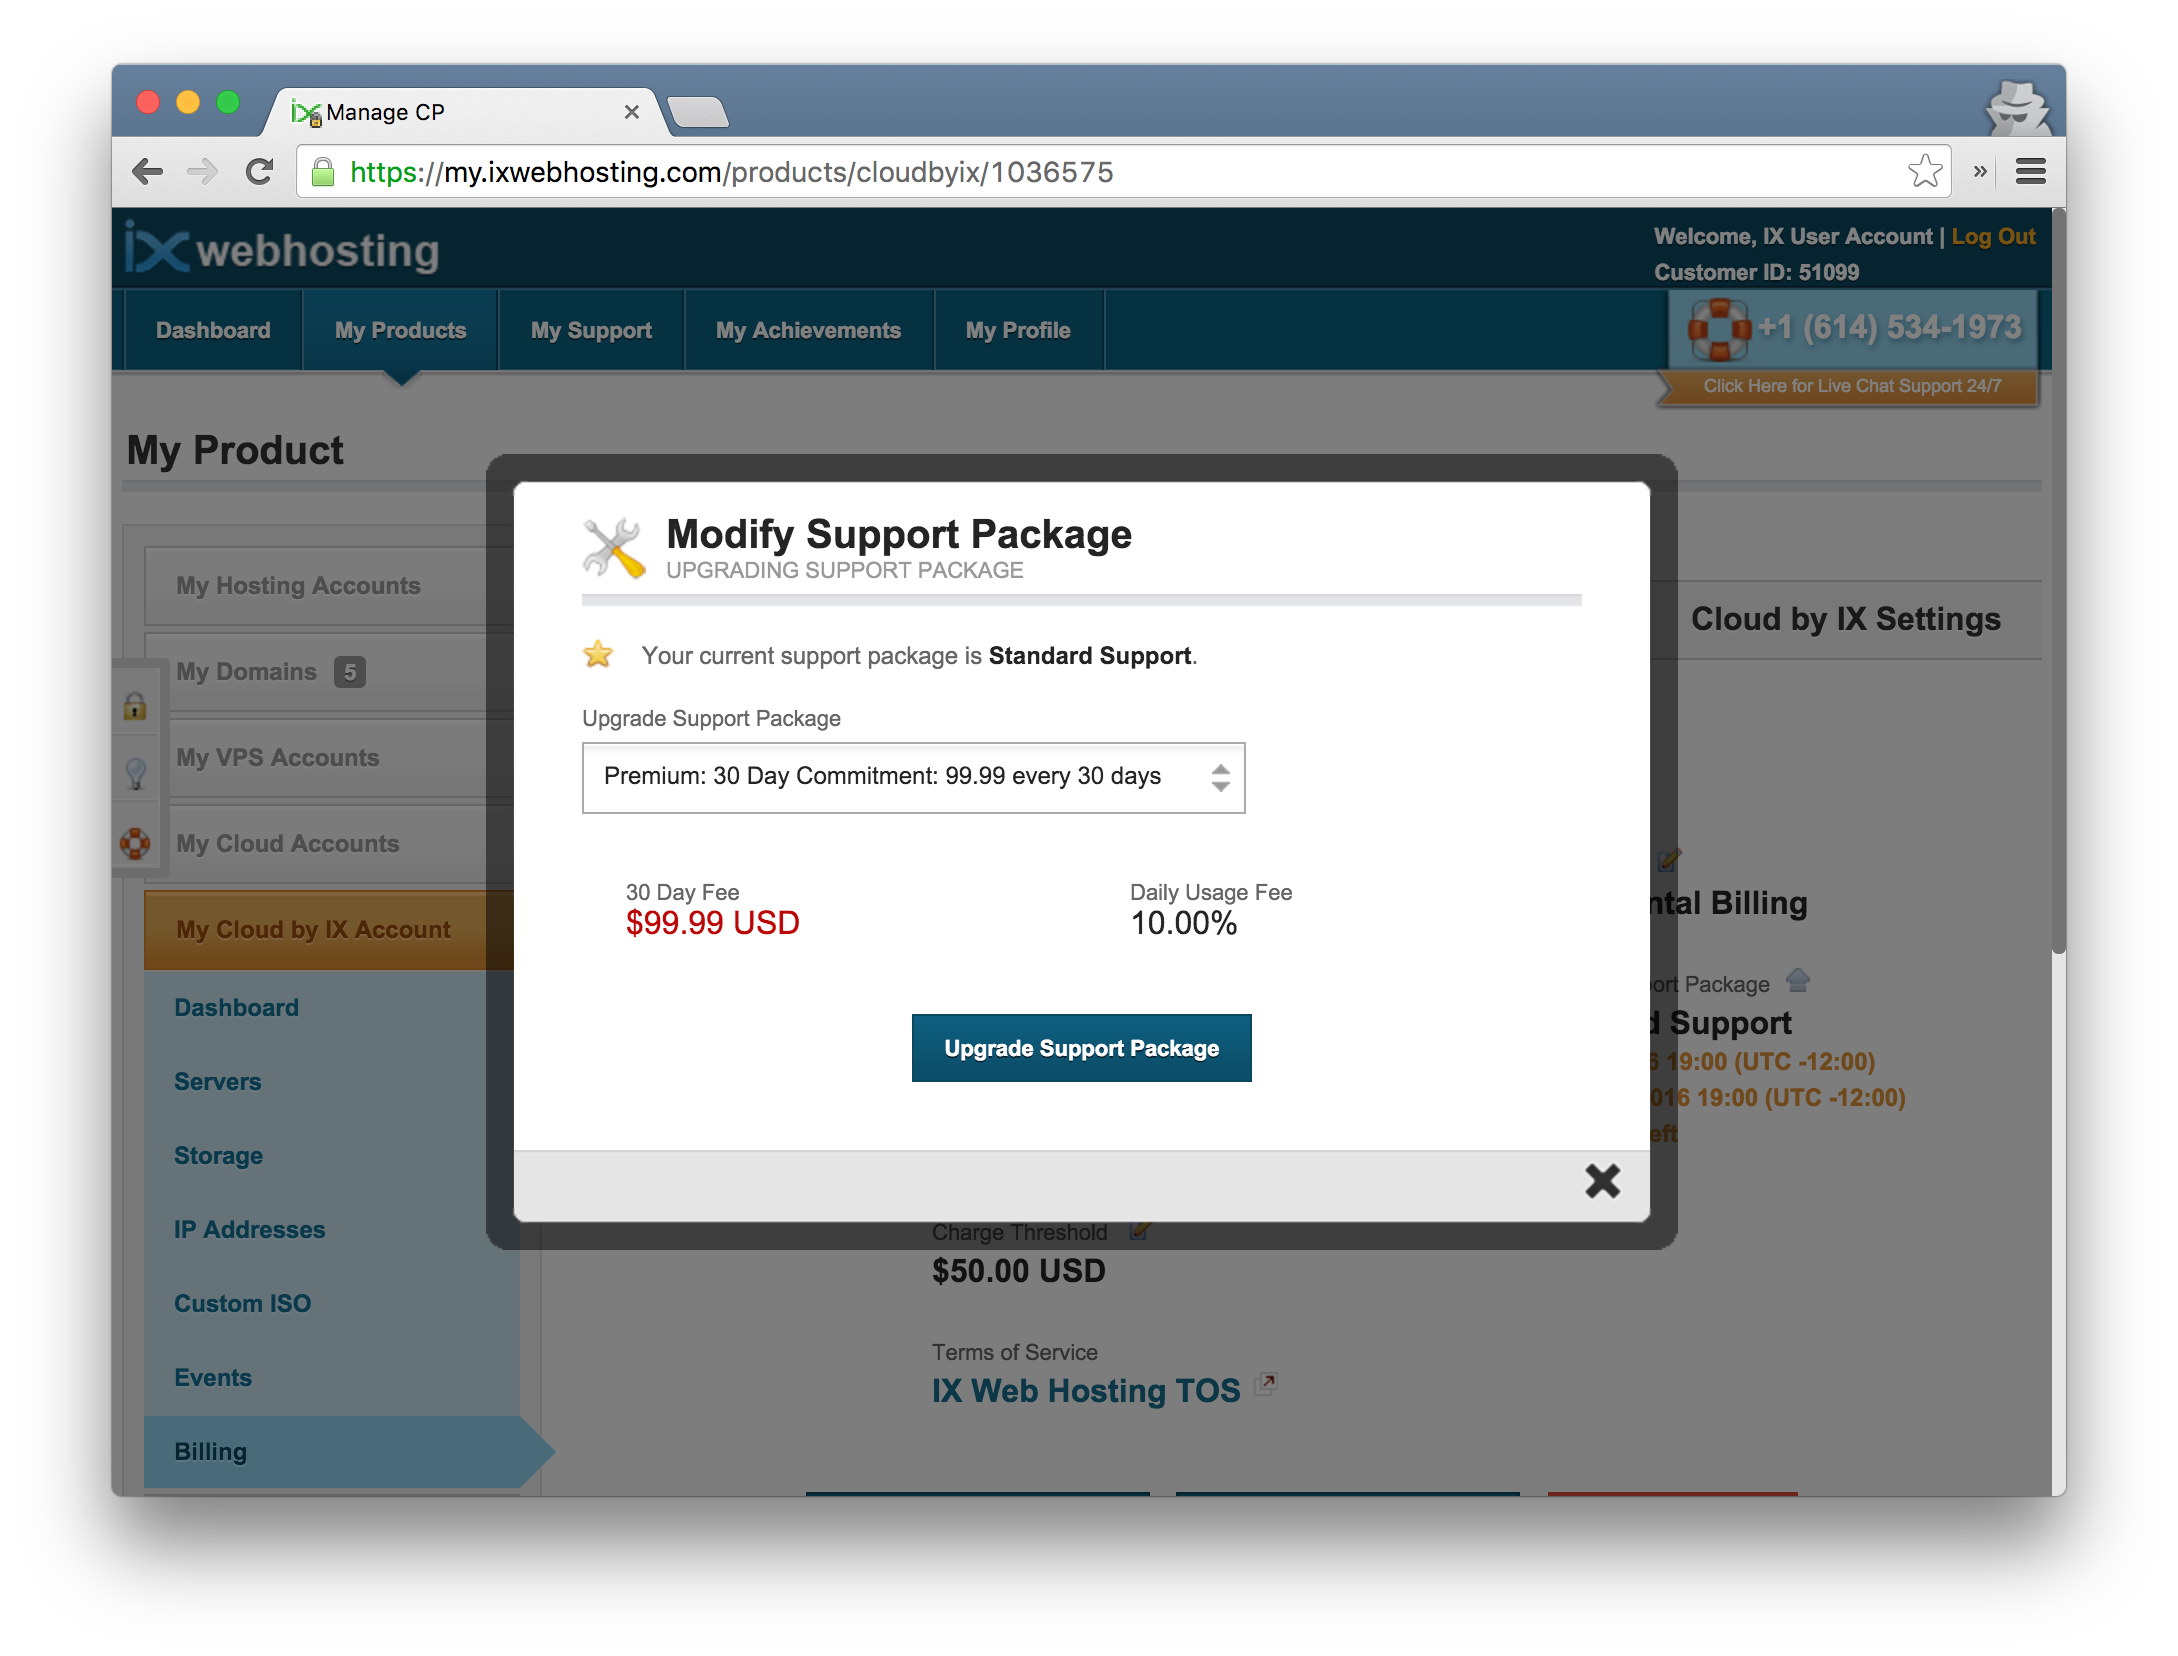 Manage CP
https://my.ixwebhosting.com/products/cloudbyix/1036575
ix webhosting
Welcome, IX User Account | Log Out
Customer ID: 51099
Dashboard
My Products
My Support
My Achievements
My Profile
+1 (614) 534-1973
Click Here for Live Chat Support 24/7
My Product
My Hosting Accounts
My Domains 5
My VPS Accounts
My Cloud Accounts
My Cloud by IX Account
Dashboard
Servers
Storage
IP Addresses
Custom ISO
Events
Billing
Modify Support Package
UPGRADING SUPPORT PACKAGE
Your current support package is Standard Support.
Upgrade Support Package
Premium: 30 Day Commitment: 99.99 every 30 days
30 Day Fee
$99.99 USD
Daily Usage Fee
10.00%
Upgrade Support Package
Cloud by IX Settings
Billing
Package
Support
19:00 (UTC -12:00)
19:00 (UTC -12:00)
Charge Threshold
$50.00 USD
Terms of Service
IX Web Hosting TOS